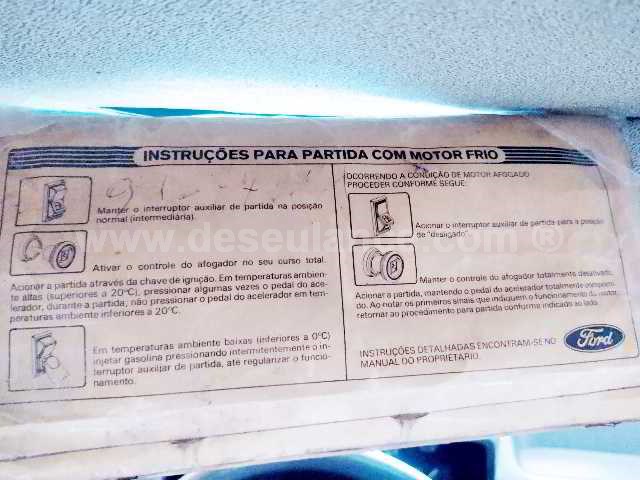 INSTRUÇÕES PARA PARTIDA COM MOTOR FRIO
Manter o interruptor auxiliar de partida na posição
normal (intermediária).
Ativar o controle do afogador no seu curso total.
Acionar a partida através da chave de ignição. Em temperaturas ambien-
te altas (superiores a 20°C), pressionar algumas vezes o pedal do ace-
lerador, durante a partida, não pressionar o pedal do acelerador em tem-
peraturas ambiente inferiores a 20°C.
Em temperaturas ambiente baixas (inferiores a 0°C)
injetar gasolina pressionando intermitentemente o in-
terruptor auxiliar de partida, até regularizar o funcio-
namento.
OCORRENDO A CONDIÇÃO DE MOTOR AFOGADO
PROCEDER CONFORME SEGUE:
Acionar o interruptor auxiliar de partida para a posição
de "desligado".
Manter o controle do afogador totalmente desativado.
Acionar a partida, mantendo o pedal do acelerador totalmente comprimi-
do. Ao notar os primeiros sinais que indiquem o funcionamento do motor,
retornar ao procedimento para partida conforme indicado ao lado.
INSTRUÇÕES DETALHADAS ENCONTRAM-SE NO
MANUAL DO PROPRIETÁRIO.
Ford